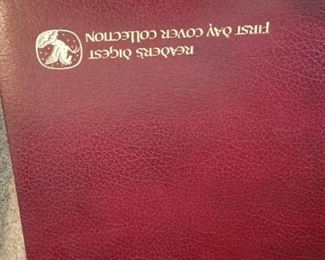 READER'S DIGEST
FIRST DAY COVER COLLECTION